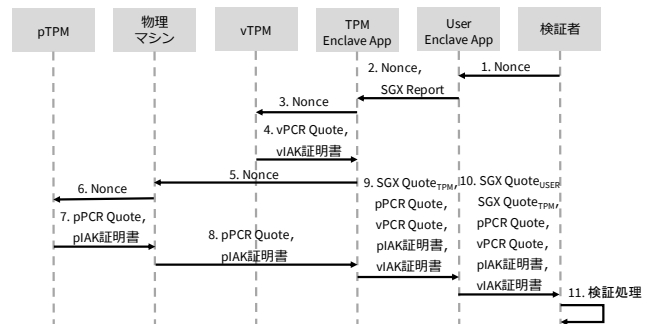 pTPM
物理
マシン
vTPM
TPM
Enclave App
User
Enclave App
検証者
1. Nonce
2. Nonce,
SGX Report
3. Nonce
4. vPCR Quote,
vIAK証明書
5. Nonce
6. Nonce
7. pPCR Quote,
pIAK証明書
8. pPCR Quote,
pIAK証明書
9. SGX QuoteTPM,
pPCR Quote,
vPCR Quote,
pIAK証明書,
vIAK証明書
10. SGX QuoteUSER
SGX QuoteTPM,
pPCR Quote,
vPCR Quote,
pIAK証明書,
vIAK証明書
11. 検証処理